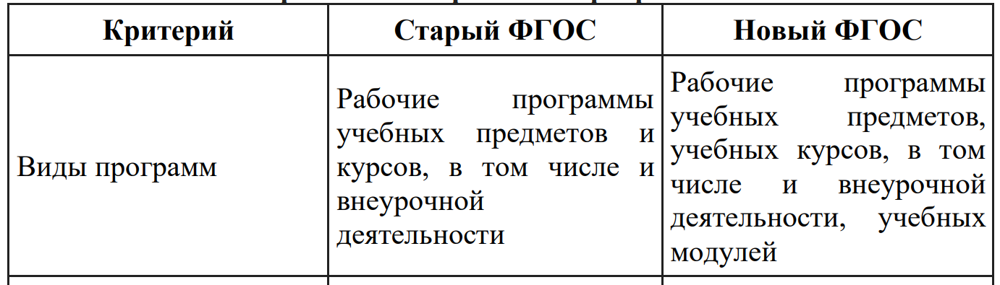 Критерий
Старый ФГОС
Новый ФГОС
Виды программ
Рабочие программы
учебных предметов и
курсов, в том числе и
внеурочной
деятельности
Рабочие программы
учебных предметов,
учебных курсов, в том
числе и внеурочной
деятельности, учебных
модулей